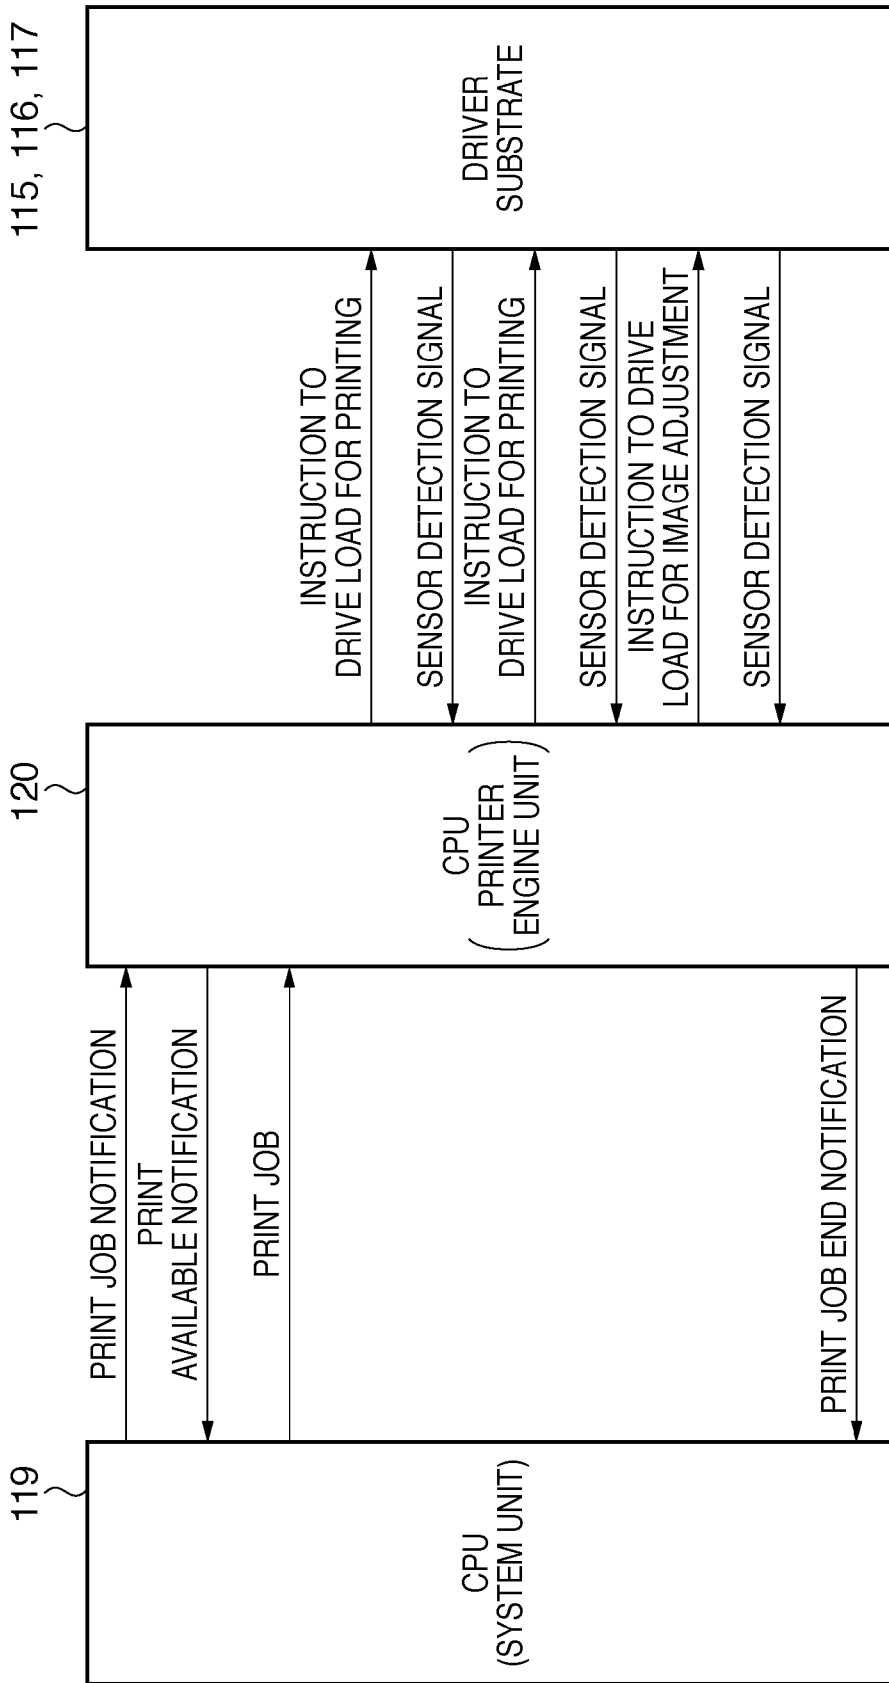 119
120
115, 116, 117
CPU
(SYSTEM UNIT)
CPU
(PRINTER
ENGINE UNIT)
DRIVER
SUBSTRATE
PRINT JOB NOTIFICATION
PRINT
AVAILABLE NOTIFICATION
PRINT JOB
INSTRUCTION TO
DRIVE LOAD FOR PRINTING
SENSOR DETECTION SIGNAL
INSTRUCTION TO
DRIVE LOAD FOR PRINTING
SENSOR DETECTION SIGNAL
INSTRUCTION TO DRIVE
LOAD FOR IMAGE ADJUSTMENT
SENSOR DETECTION SIGNAL
PRINT JOB END NOTIFICATION